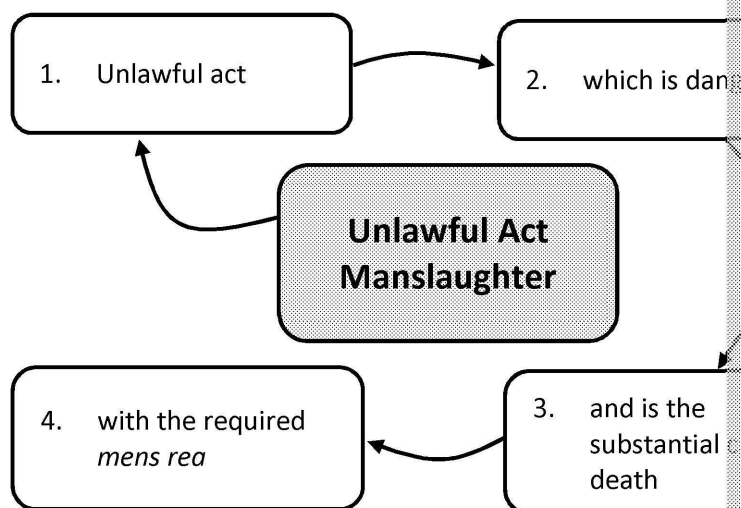 1. Unlawful act
2. which is
Unlawful Act
Manslaughter
4. with the required
mens rea
3. and is the
substantial
death